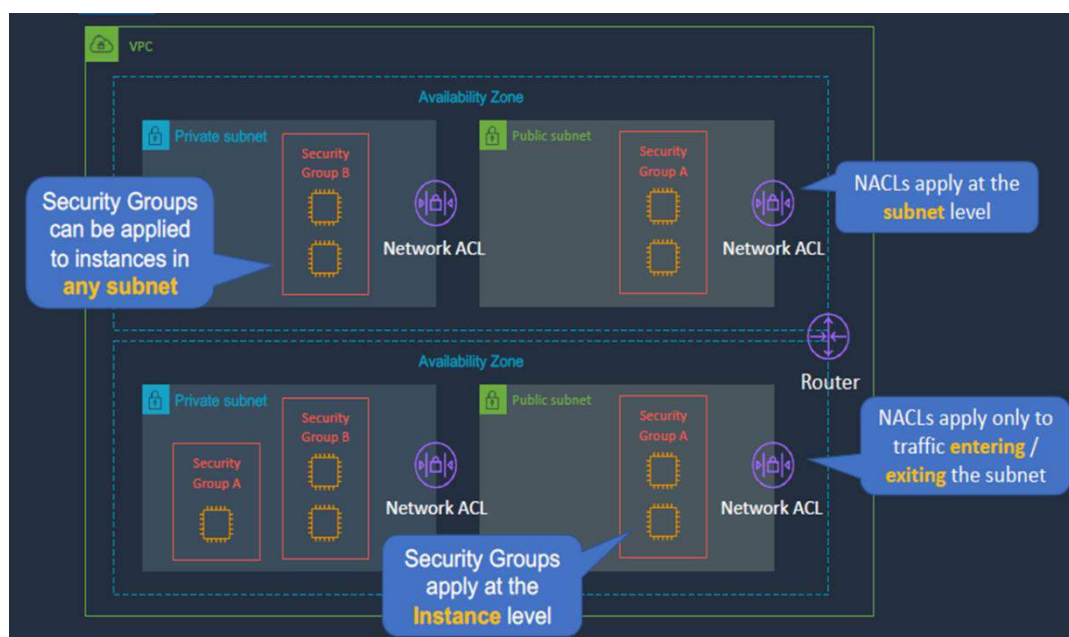 VPC
Availability Zone
Private subnet
Security
Group B
Network ACL
Public subnet
Security
Group A
Network ACL
Security Groups
can be applied
to instances in
any subnet
NACLs apply at the
subnet level
Router
Availability Zone
Private subnet
Security
Group A
Security
Group B
Network ACL
Public subnet
Security
Group A
Network ACL
NACLs apply only to
traffic entering /
exiting the subnet
Security Groups
apply at the
Instance level